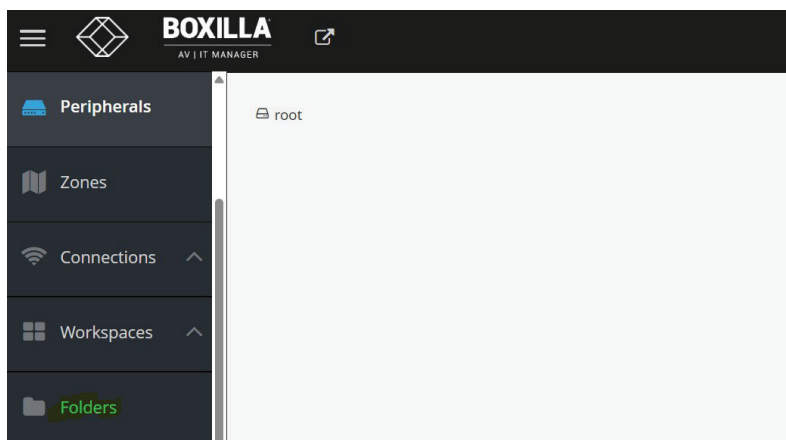 BOXILLA
AV | IT MANAGER
Peripherals
root
Zones
Connections
Workspaces
Folders